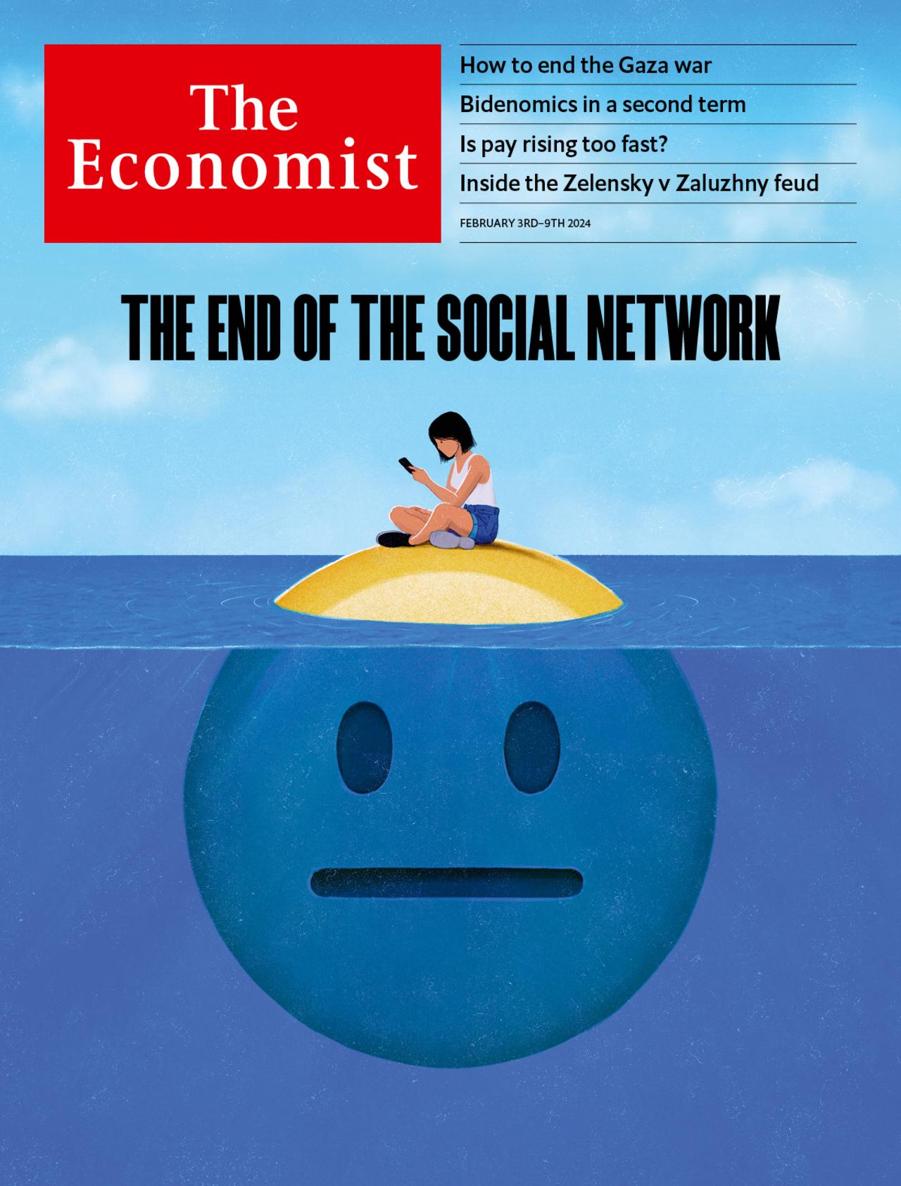 The
Economist
How to end the Gaza war
Bidenomics in a second term
Is pay rising too fast?
Inside the Zelensky v Zaluzhny feud
FEBRUARY 3RD–9TH 2024
THE END OF THE SOCIAL NETWORK